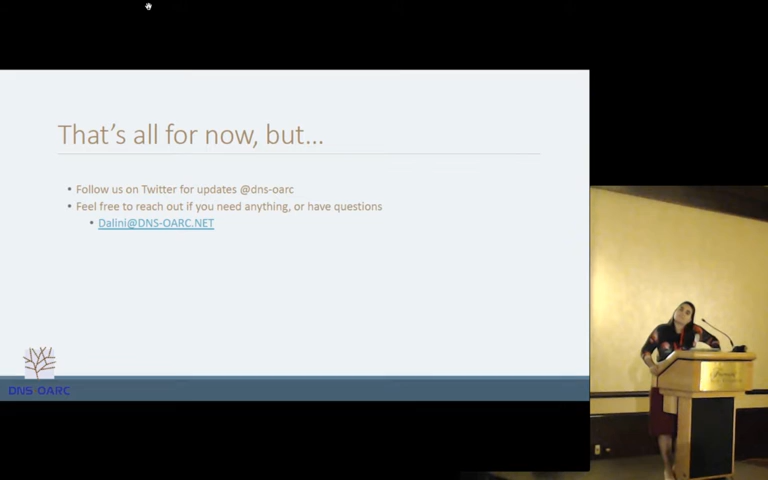 That's all for now, but...
Follow us on Twitter for updates @dns-oarc
Feel free to reach out if you need anything, or have questions
Dalini@DNS-OARC.NET
DNS-OARC